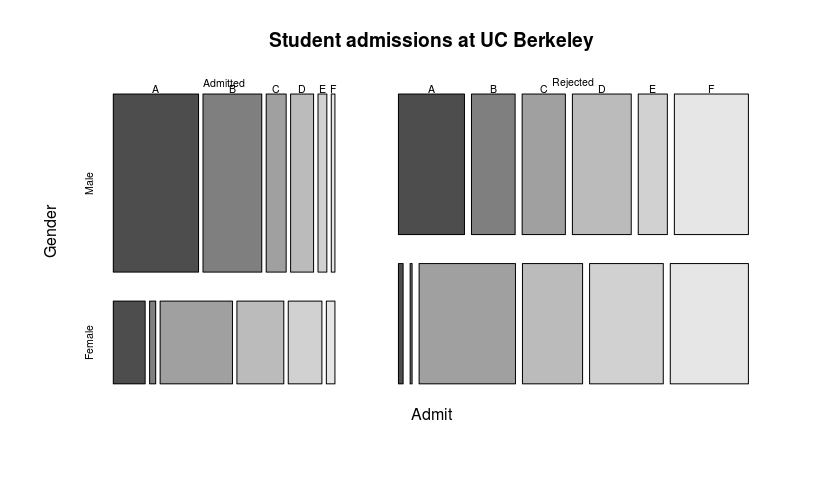 Student admissions at UC Berkeley
Admitted Rejected
A B C D E F A B C D E F
Male
Gender
Female
Admit